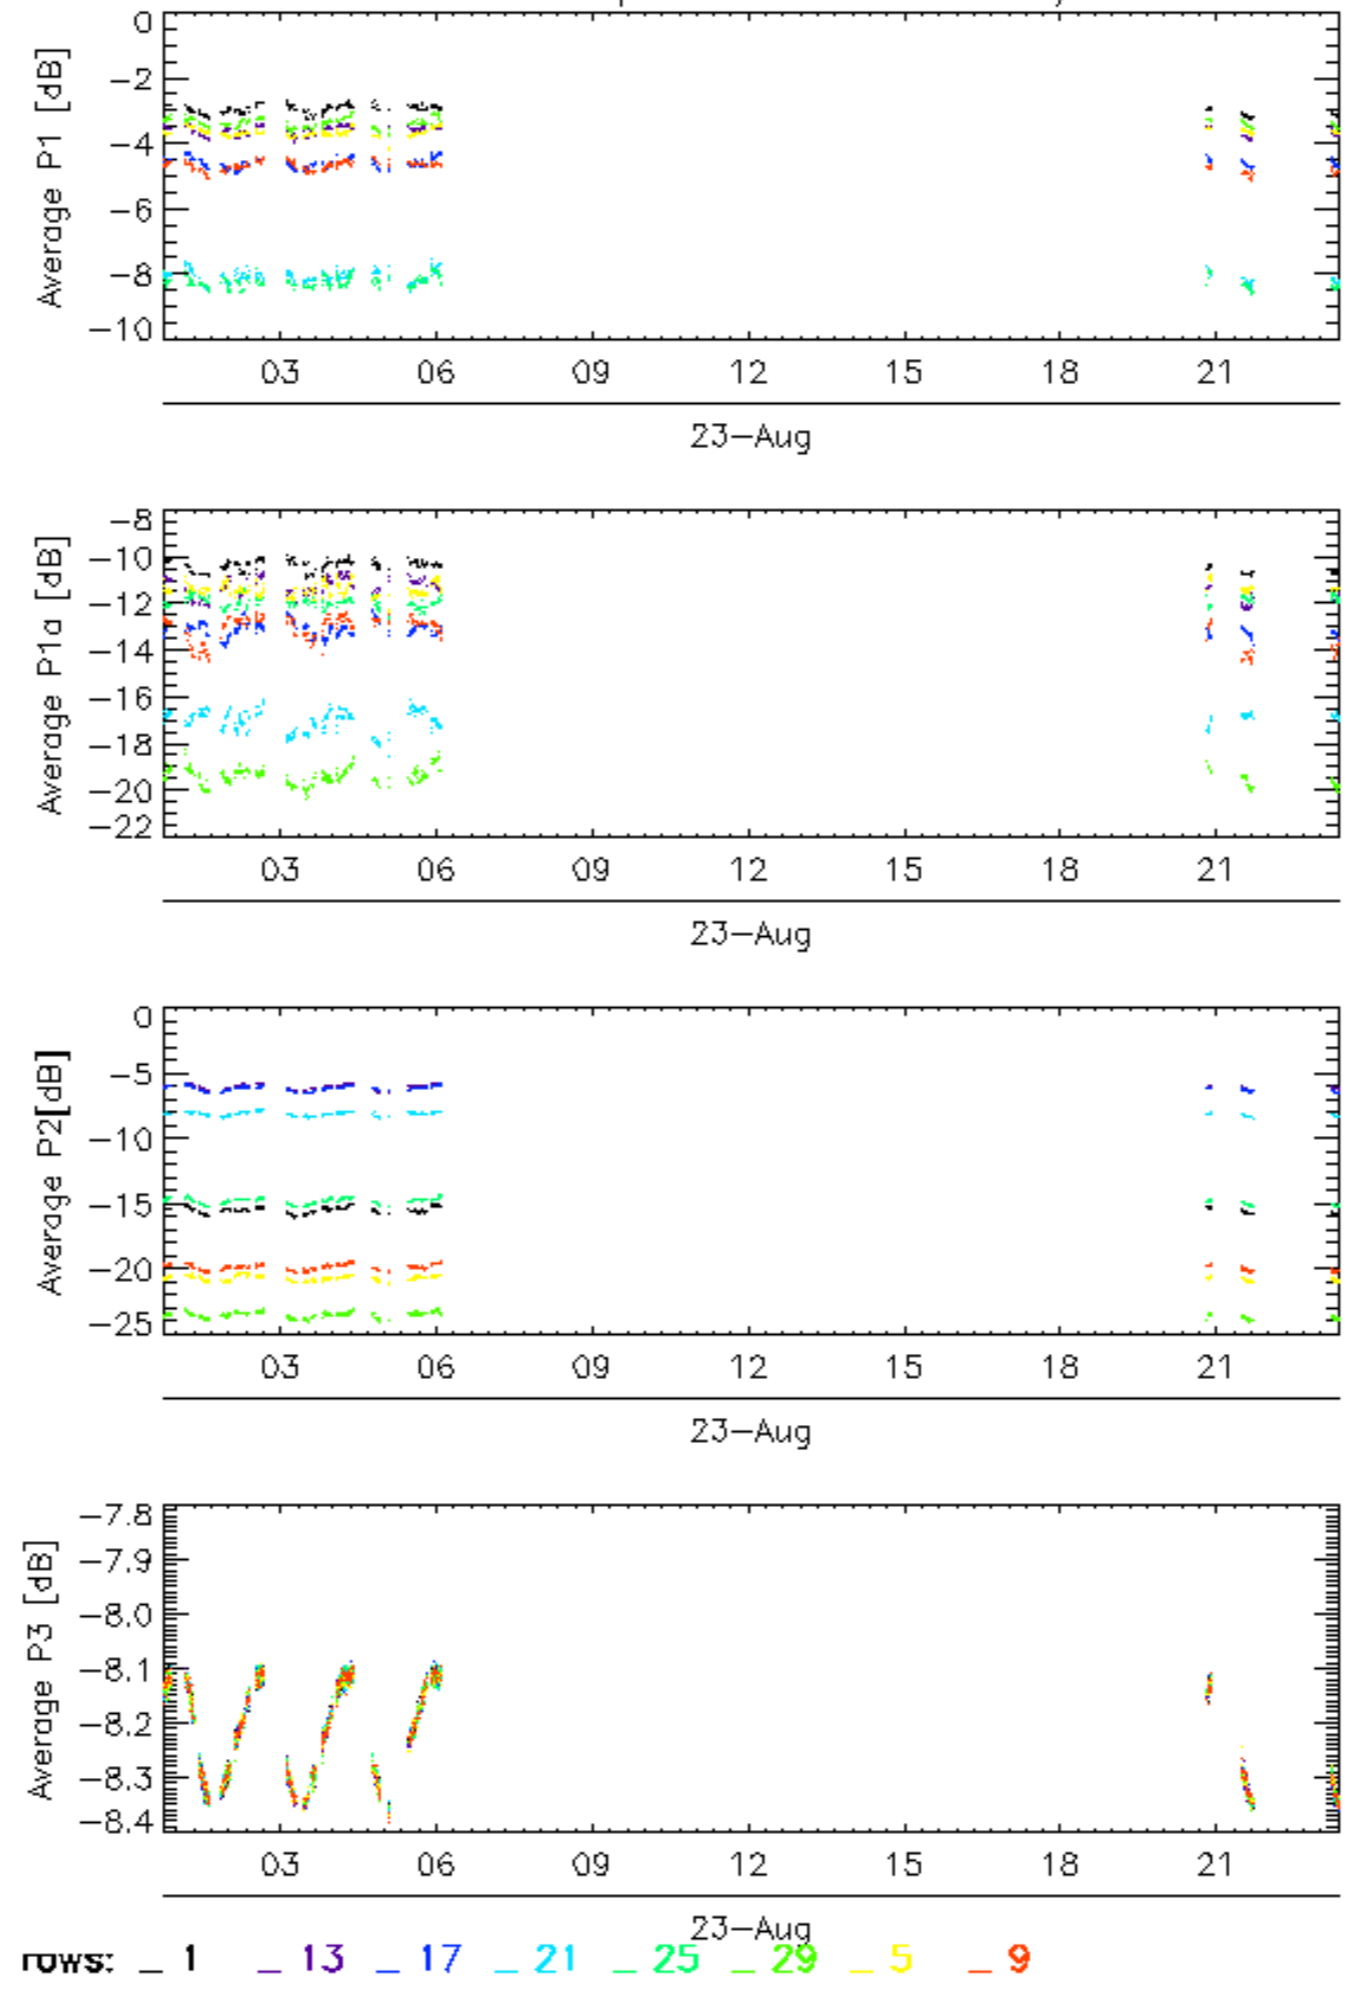 0
−2
−4
−6
−8
−10
Average P1 [dB]
03 06 09 12 15 18 21
23−Aug
−8
−10
−12
−14
−16
−18
−20
−22
Average P1a [dB]
03 06 09 12 15 18 21
23−Aug
0
−5
−10
−15
−20
−25
Average P2[dB]
03 06 09 12 15 18 21
23−Aug
−7.8
−7.9
−8.0
−8.1
−8.2
−8.3
−8.4
Average P3 [dB]
03 06 09 12 15 18 21
23−Aug
rows: _ 1 _ 13 _ 17 _ 21 _ 25 _ 29 _ 5 _ 9